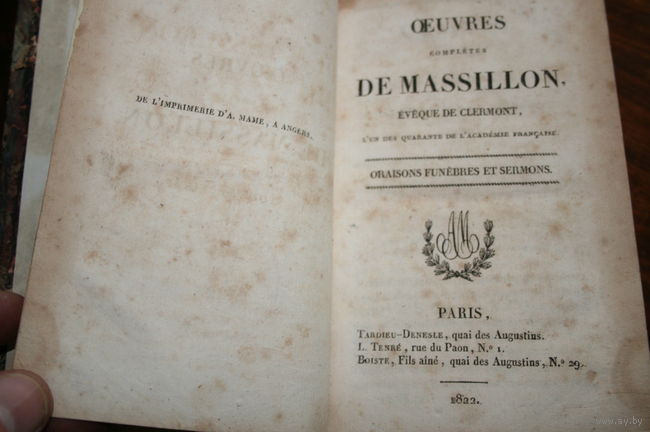 DE L'IMPRIMERIE D'A. MAME, A ANGERS.
ŒUVRES
COMPLÈTES
DE MASSILLON,
ÉVÊQUE DE CLERMONT,
L'UN DES QUARANTE DE L'ACADÉMIE FRANÇAISE.
ORAISONS FUNÈBRES ET SERMONS.
AM
PARIS,
TARDIEU-DENESLE, quai des Augustins.
L. TENRÉ, rue du Paon, N.º 1.
BOISTE, Fils aîné, quai des Augustins, N.º 29.
1822.
www.ay.by